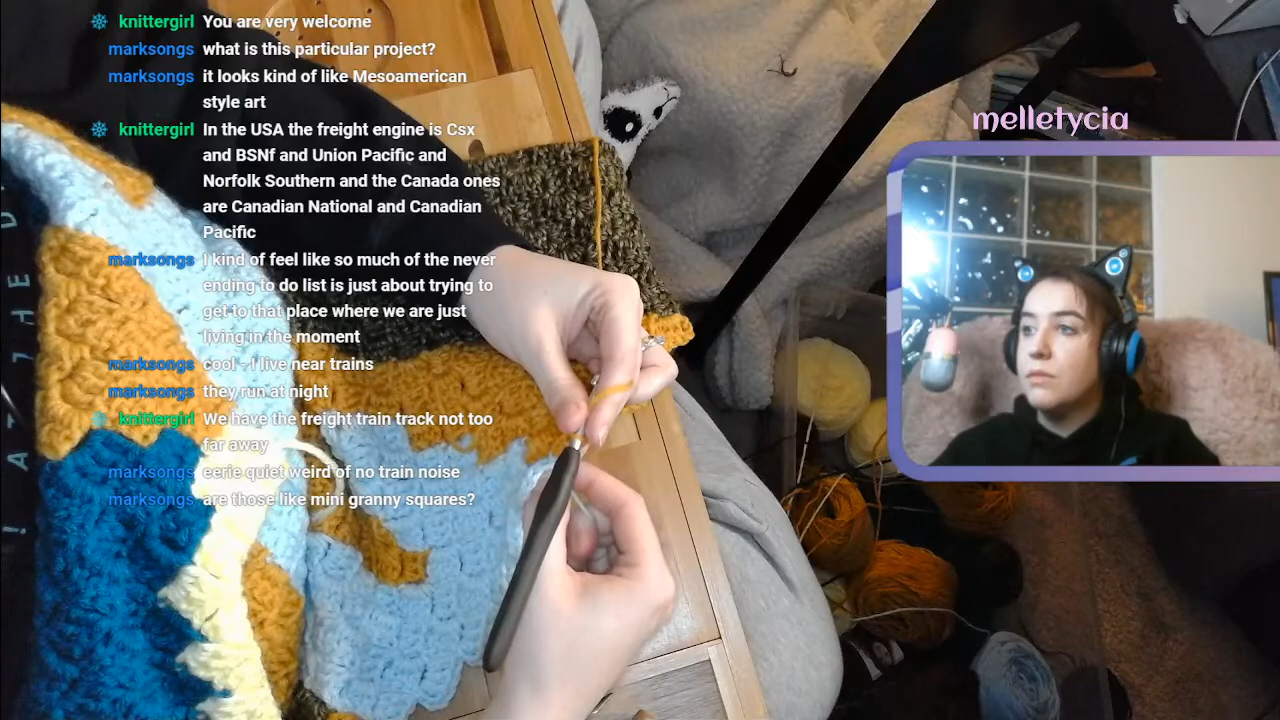 knittergirl You are very welcome
marksongs what is this particular project?
marksongs it looks kind of like Mesoamerican
style art
knittergirl In the USA the freight engine is Csx
and BSNf and Union Pacific and
Norfolk Southern and the Canada ones
are Canadian National and Canadian
Pacific
marksongs I kind of feel like so much of the never
ending to do list is just about trying to
get to that place where we are just
living in the moment
marksongs cool - I live near trains
marksongs they run at night
knittergirl We have the freight train track not too
far away
marksongs eerie quiet weird of no train noise
marksongs are those like mini granny squares?
melletycia